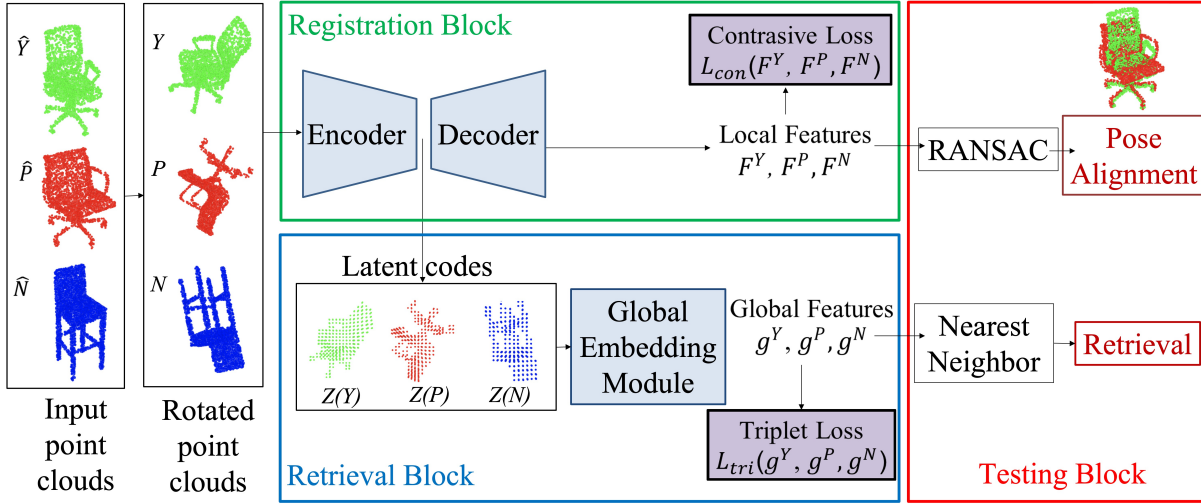 Ŷ
P̂
N̂
Input
point
clouds
Y
P
N
Rotated
point
clouds
Registration Block
Encoder
Decoder
Contrasive Loss
L_con(F^Y, F^P, F^N)
Local Features
F^Y, F^P, F^N
Latent codes
Z(Y)
Z(P)
Z(N)
Global
Embedding
Module
Global Features
g^Y, g^P, g^N
Triplet Loss
L_tri(g^Y, g^P, g^N)
Retrieval Block
RANSAC
Pose
Alignment
Nearest
Neighbor
Retrieval
Testing Block